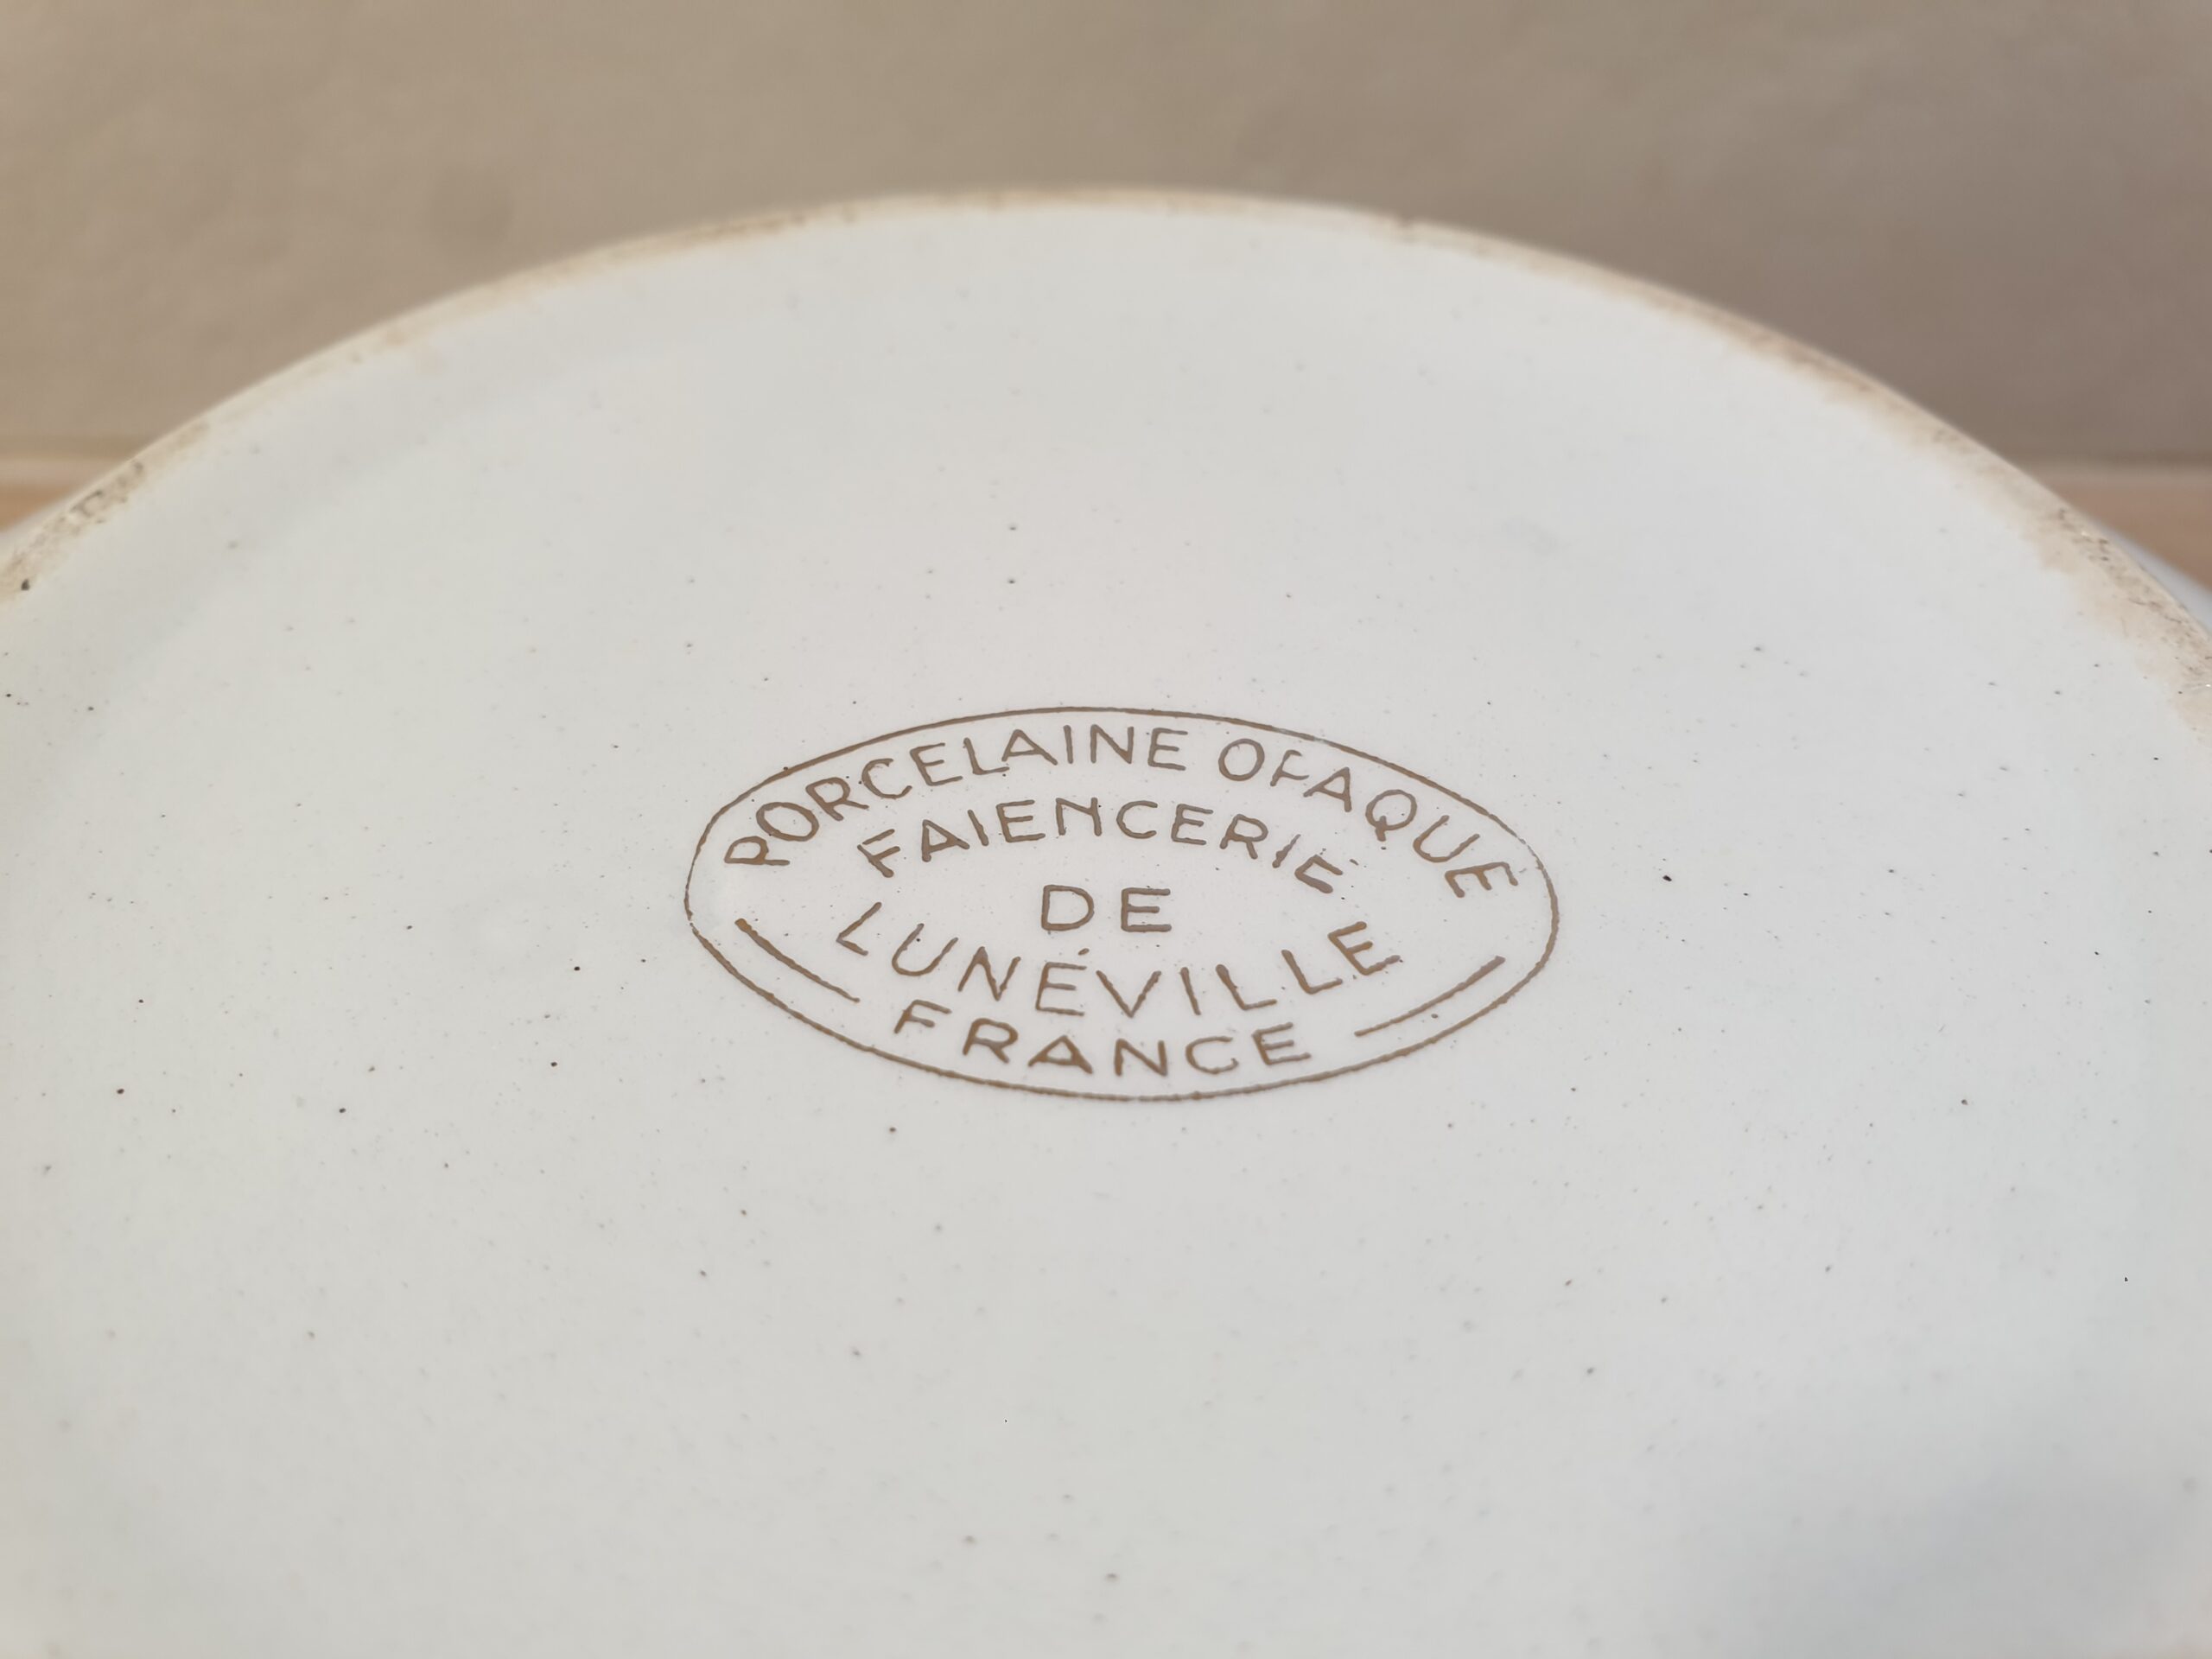 PORCELAINE OPAQUE
FAIENCERIE
DE
LUNÉVILLE
FRANCE